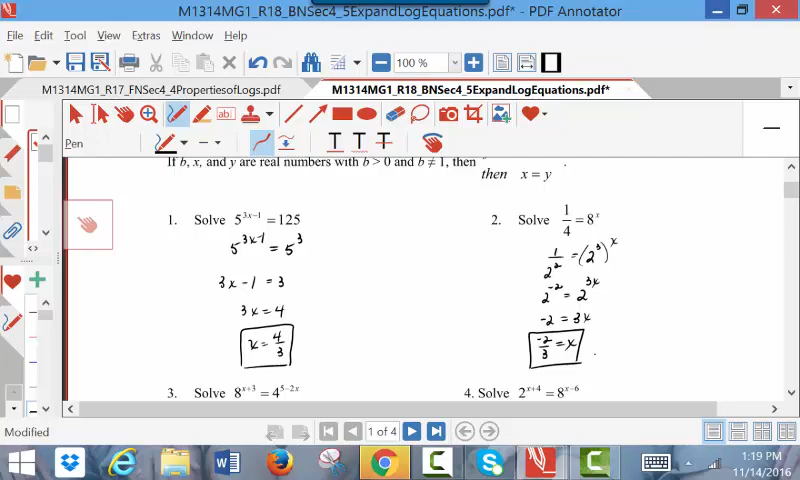 M1314MG1_R18_BNSec4_5ExpandLogEquations.pdf* - PDF Annotator
File Edit Tool View Extras Window Help
100 %
M1314MG1_R17_FNSec4_4PropertiesofLogs.pdf M1314MG1_R18_BNSec4_5ExpandLogEquations.pdf*
ab
Pen
T T T
If b, x, and y are real numbers with b > 0 and b ≠ 1, then
then x = y
1. Solve 5^{3x−1} = 125
5^{3x-1} = 5^3
3x - 1 = 3
3x = 4
x = 4/3
2. Solve 1/4 = 8^x
1/2^2 = (2^3)^x
2^{-2} = 2^{3x}
-2 = 3x
-2/3 = x
3. Solve 8^{x+3} = 4^{5−2x}
4. Solve 2^{x+4} = 8^{x−6}
1 of 4
Modified
1:19 PM
11/14/2016